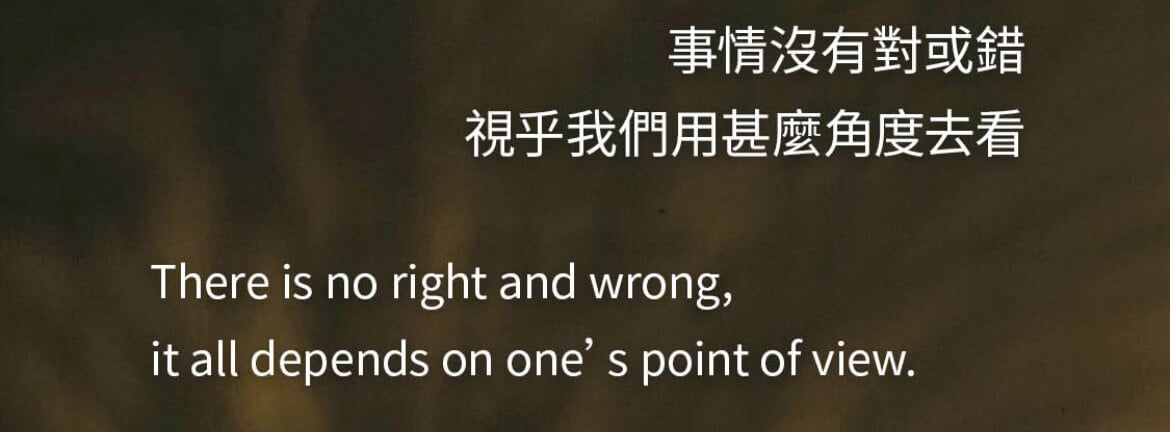 事情沒有對或錯
視乎我們用甚麼角度去看
There is no right and wrong,
it all depends on one’ s point of view.